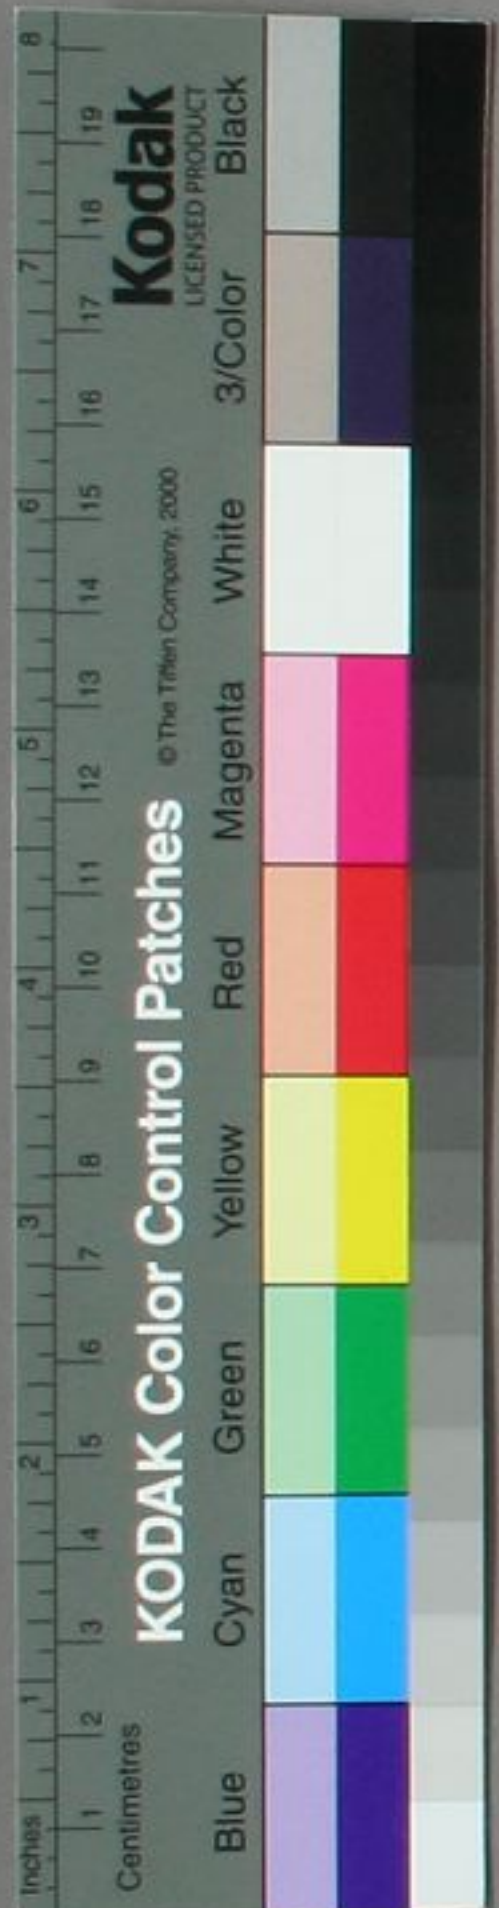 Inches 1 2 3 4 5 6 7 8
Centimetres 1 2 3 4 5 6 7 8 9 10 11 12 13 14 15 16 17 18 19
KODAK Color Control Patches
© The Tiffen Company, 2000
Kodak
LICENSED PRODUCT
Blue Cyan Green Yellow Red Magenta White 3/Color Black